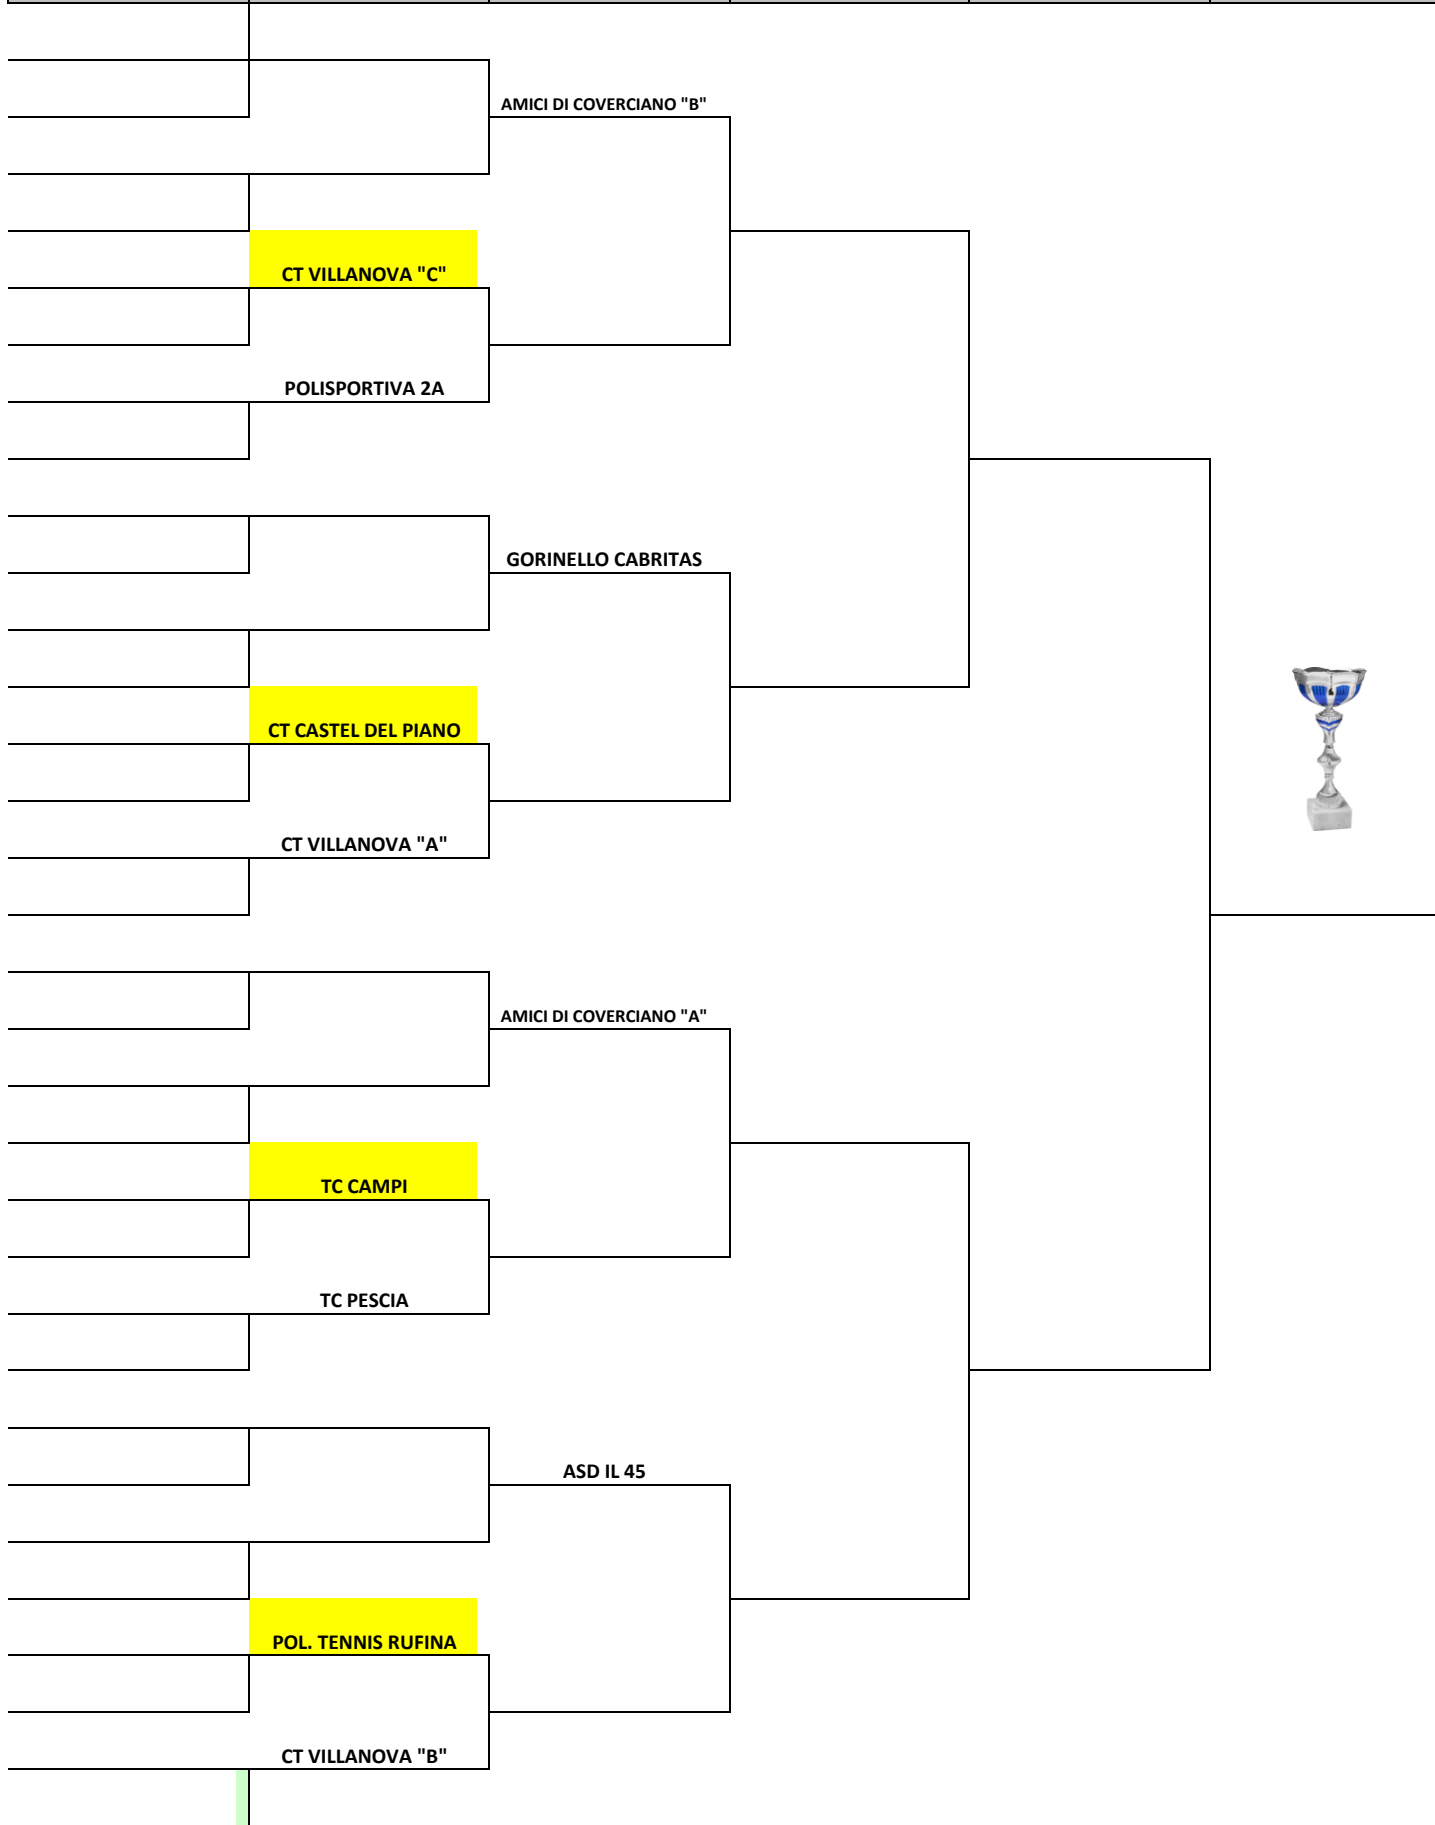 AMICI DI COVERCIANO "B"
CT VILLANOVA "C"
POLISPORTIVA 2A
GORINELLO CABRITAS
CT CASTEL DEL PIANO
CT VILLANOVA "A"
AMICI DI COVERCIANO "A"
TC CAMPI
TC PESCIA
ASD IL 45
POL. TENNIS RUFINA
CT VILLANOVA "B"